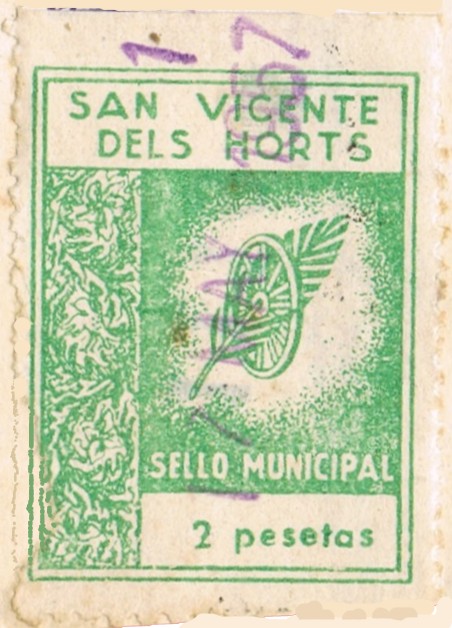 SAN VICENTE
DELS HORTS
SELLO MUNICIPAL
2 pesetas